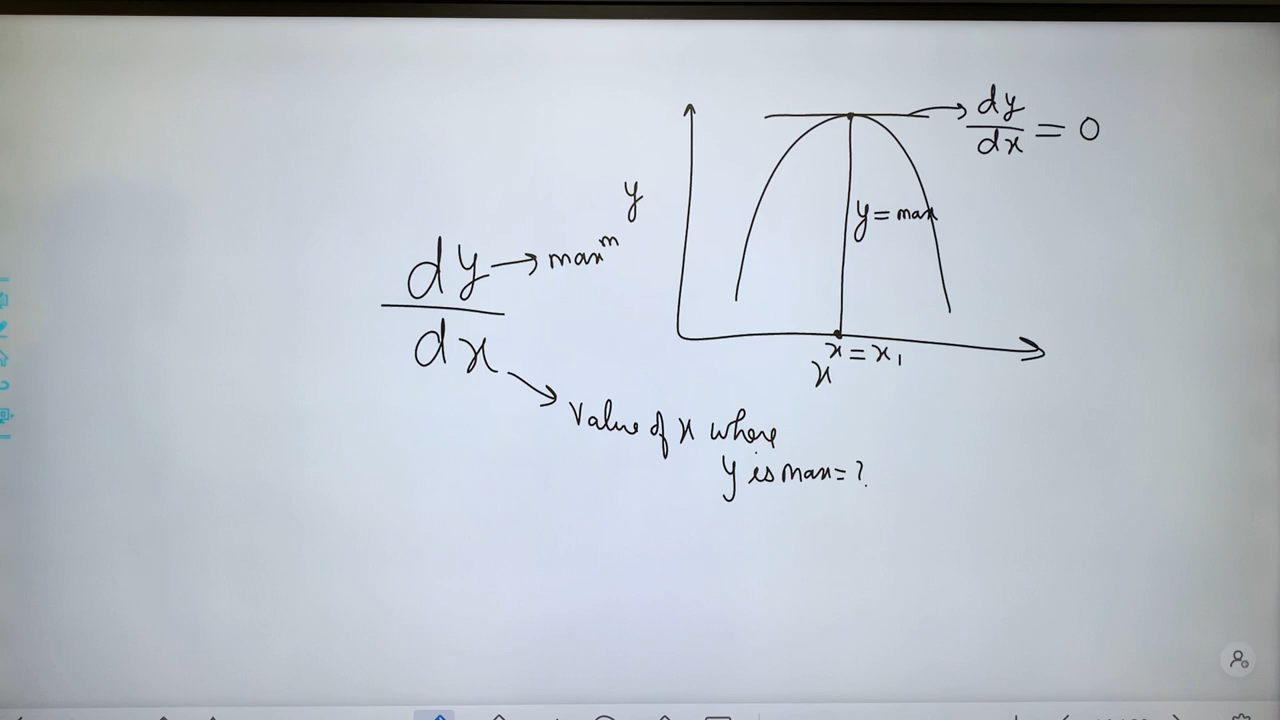 dy/dx = 0
y
y = max
dy/dx → max^m
x = x₁
x
Value of x where
y is max = ?